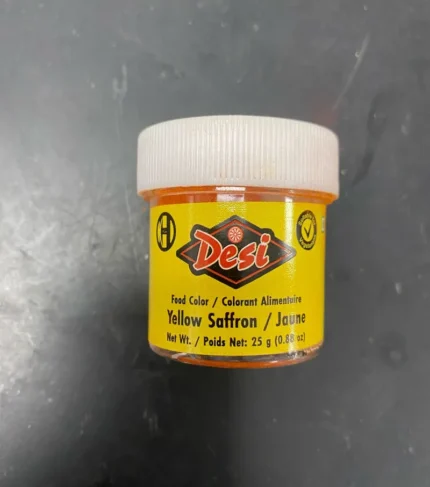 H
Desi
Food Color / Colorant Alimentaire
Yellow Saffron / Jaune
Net Wt. / Poids Net: 25 g (0.88 oz)